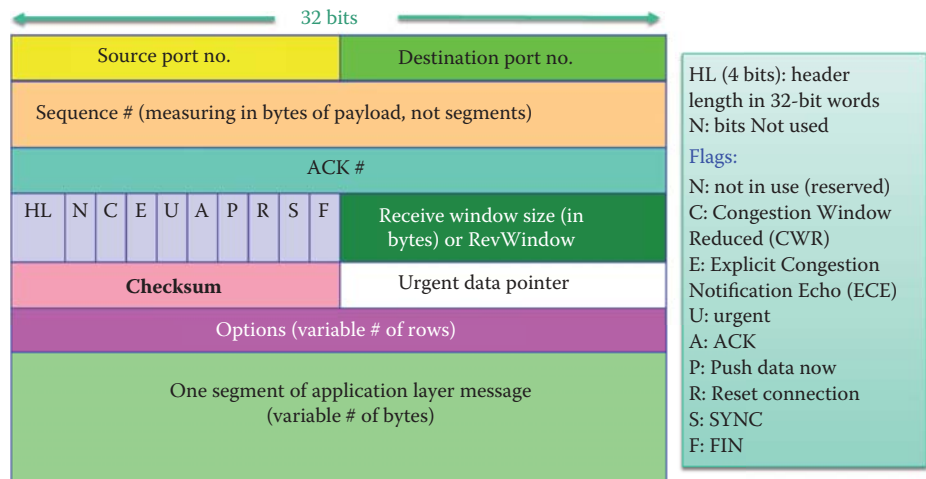 32 bits
Source port no.
Destination port no.
Sequence # (measuring in bytes of payload, not segments)
ACK #
HL N C E U A P R S F
Receive window size (in
bytes) or RevWindow
Checksum
Urgent data pointer
Options (variable # of rows)
One segment of application layer message
(variable # of bytes)
HL (4 bits): header
length in 32-bit words
N: bits Not used
Flags:
N: not in use (reserved)
C: Congestion Window
Reduced (CWR)
E: Explicit Congestion
Notification Echo (ECE)
U: urgent
A: ACK
P: Push data now
R: Reset connection
S: SYNC
F: FIN